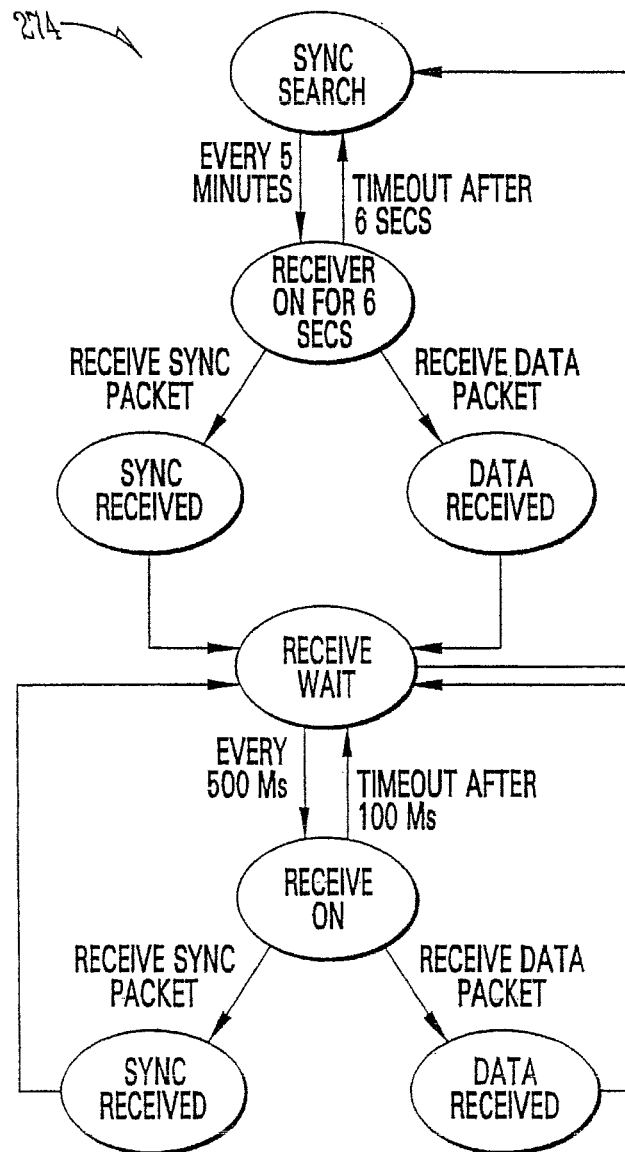 274
SYNC
SEARCH
EVERY 5
MINUTES
TIMEOUT AFTER
6 SECS
RECEIVER
ON FOR 6
SECS
RECEIVE SYNC
PACKET
RECEIVE DATA
PACKET
SYNC
RECEIVED
DATA
RECEIVED
RECEIVE
WAIT
EVERY
500 Ms
TIMEOUT AFTER
100 Ms
RECEIVE
ON
RECEIVE SYNC
PACKET
RECEIVE DATA
PACKET
SYNC
RECEIVED
DATA
RECEIVED